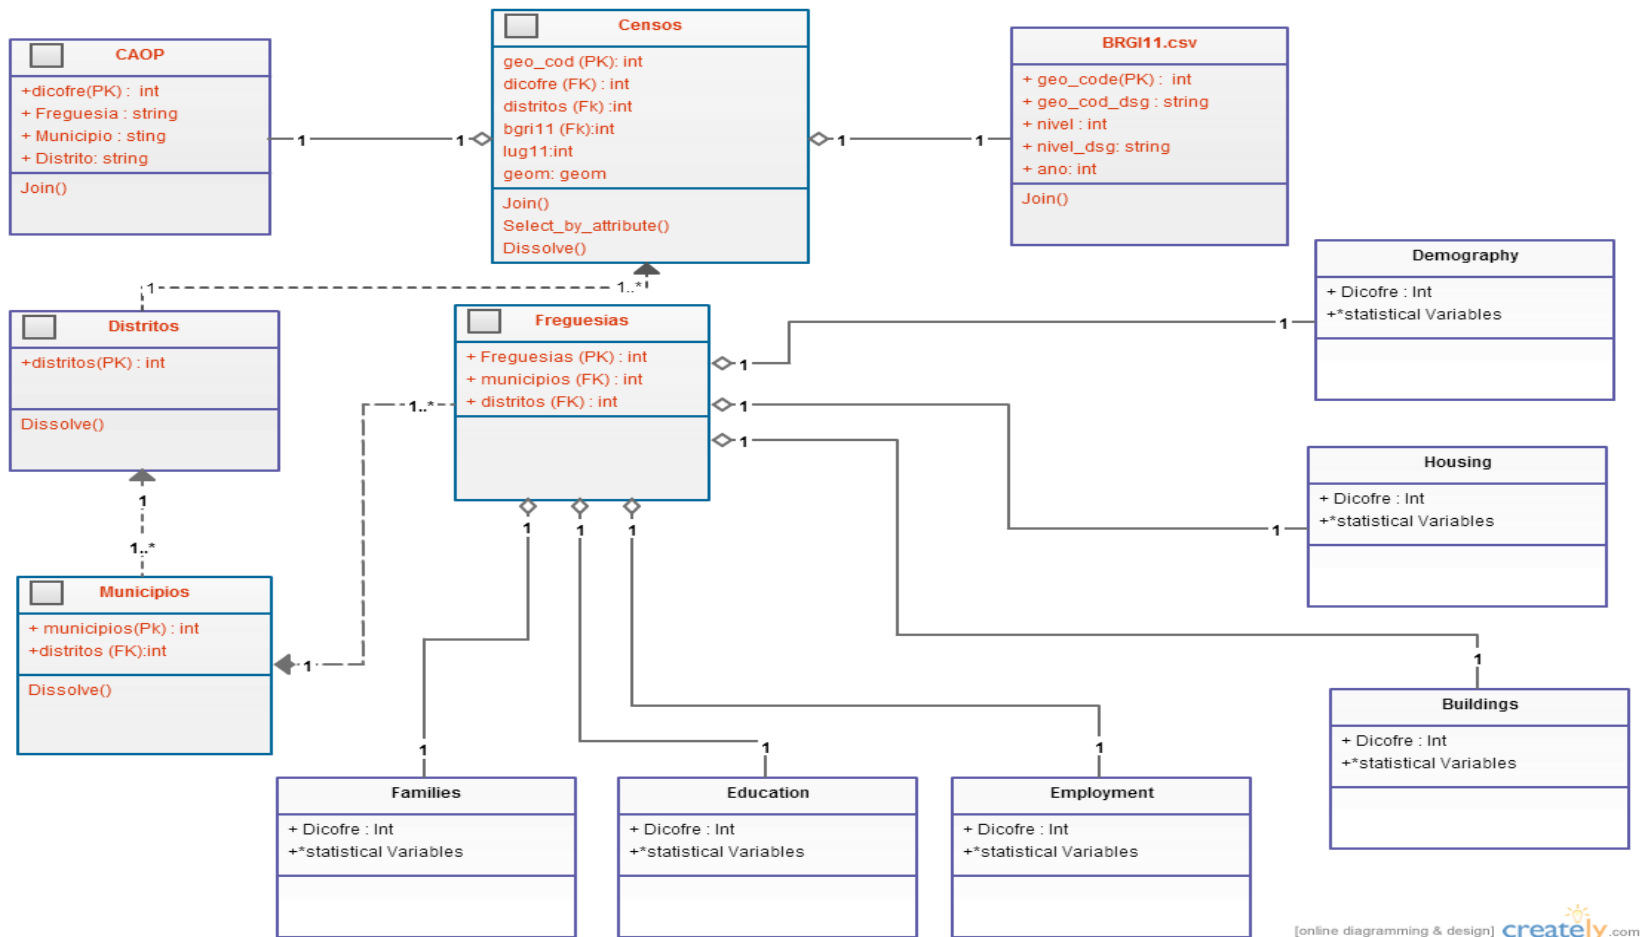 CAOP
+dicofre(PK) : int
+ Freguesia : string
+ Municipio : sting
+ Distrito: string
Join()
1
1
Censos
geo_cod (PK): int
dicofre (FK) : int
distritos (Fk) :int
bgri11 (Fk):int
lug11:int
geom: geom
Join()
Select_by_attribute()
Dissolve()
1
1
BRGI11.csv
+ geo_code(PK) : int
+ geo_cod_dsg : string
+ nivel : int
+ nivel_dsg: string
+ ano: int
Join()
1
1..*
Distritos
+distritos(PK) : int
Dissolve()
1
1..*
Municipios
+ municipios(Pk) : int
+distritos (FK):int
Dissolve()
1..*
1
Freguesias
+ Freguesias (PK) : int
+ municipios (FK) : int
+ distritos (FK) : int
1
1
1
1
1
1
1
1
1
1
1
1
Demography
+ Dicofre : Int
+*statistical Variables
Housing
+ Dicofre : Int
+*statistical Variables
Buildings
+ Dicofre : Int
+*statistical Variables
Families
+ Dicofre : Int
+*statistical Variables
Education
+ Dicofre : Int
+*statistical Variables
Employment
+ Dicofre : Int
+*statistical Variables
[online diagramming & design] creately.com